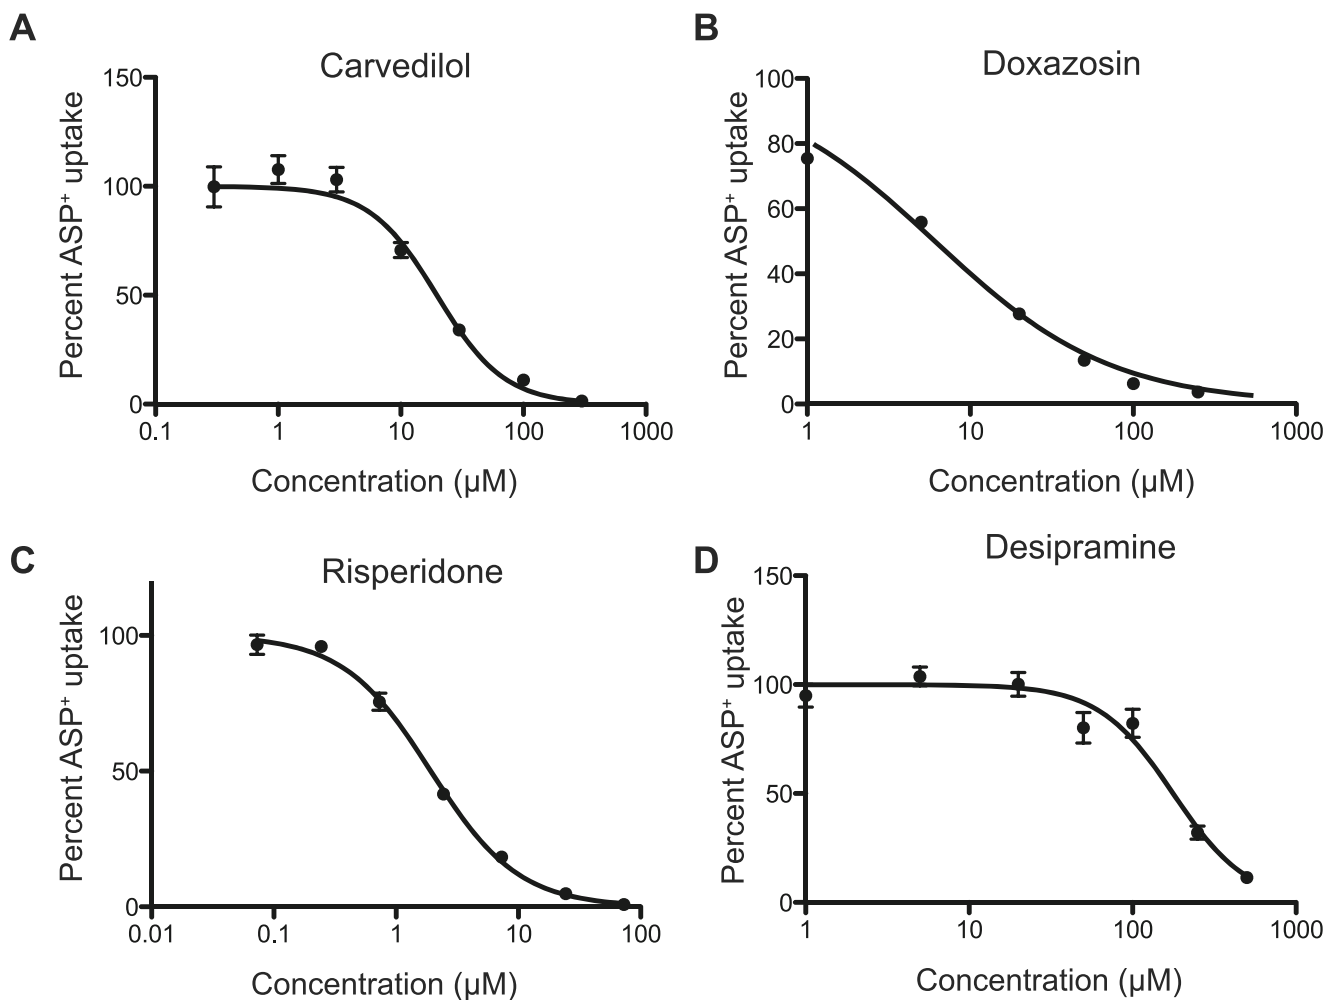 A
Carvedilol
Percent ASP⁺ uptake
150
100
50
0
0.1 1 10 100 1000
Concentration (μM)
B
Doxazosin
Percent ASP⁺ uptake
100
80
60
40
20
0
1 10 100 1000
Concentration (μM)
C
Risperidone
Percent ASP⁺ uptake
100
50
0
0.01 0.1 1 10 100
Concentration (μM)
D
Desipramine
Percent ASP⁺ uptake
150
100
50
0
1 10 100 1000
Concentration (μM)